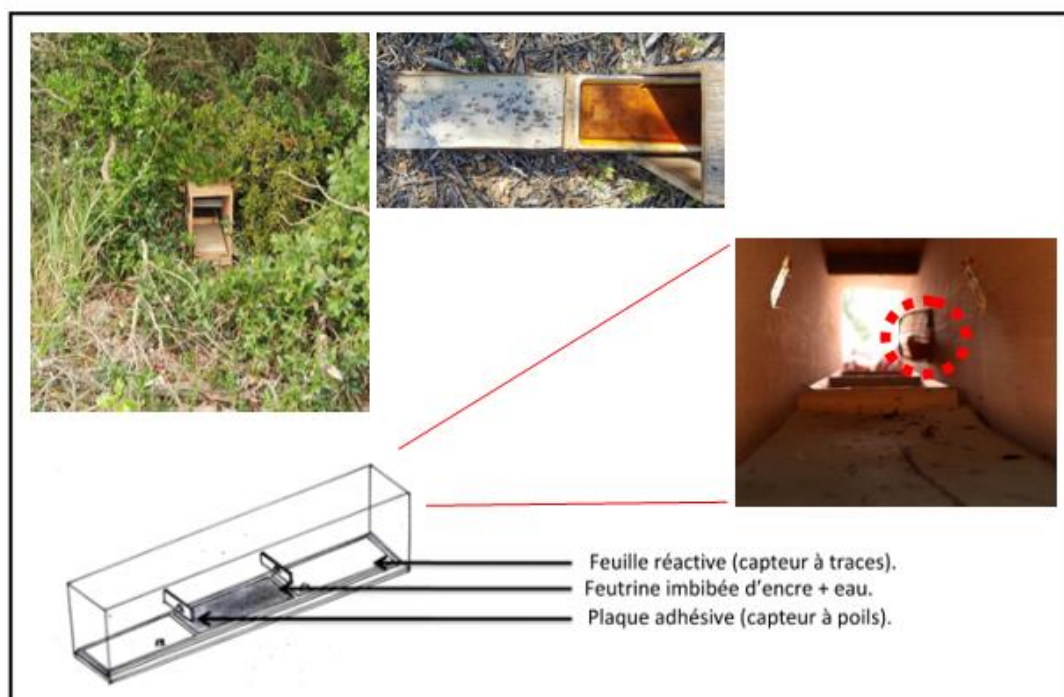 Feuille réactive (capteur à traces).
Feutrine imbibée d'encre + eau.
Plaque adhésive (capteur à poils).